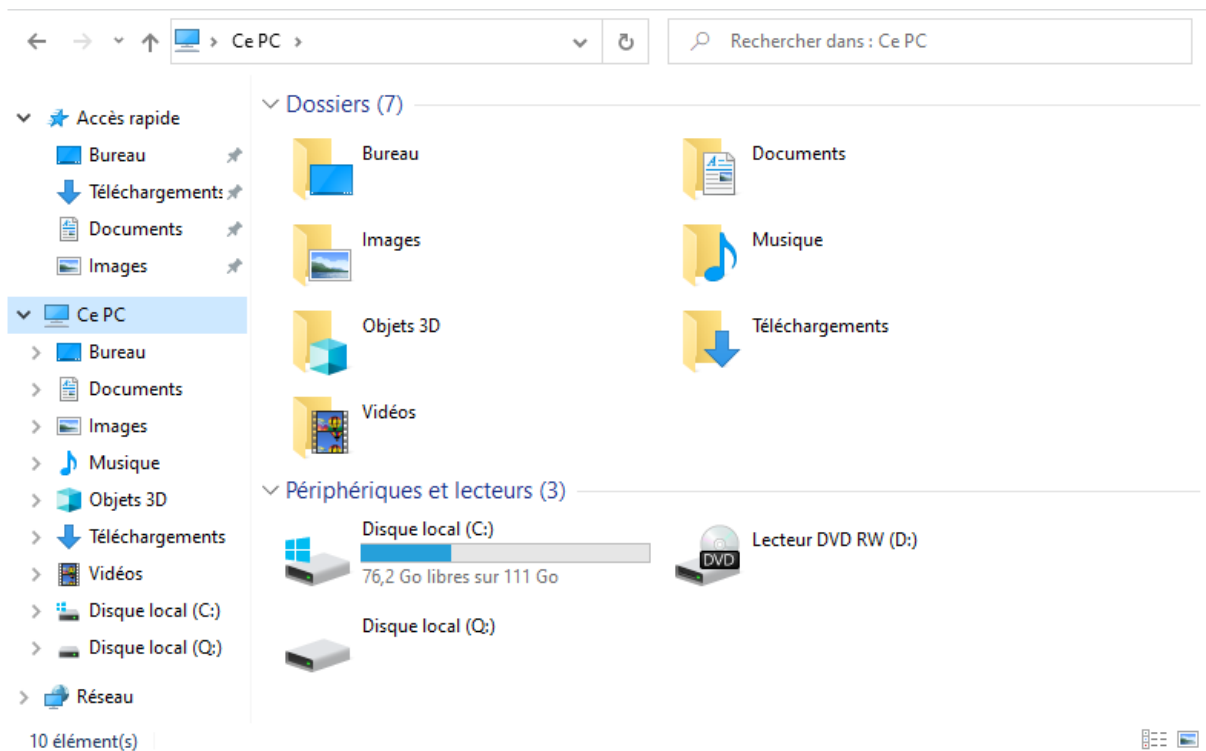 Ce PC
Rechercher dans : Ce PC
Accès rapide
Bureau
Téléchargements
Documents
Images
Ce PC
Bureau
Documents
Images
Musique
Objets 3D
Téléchargements
Vidéos
Disque local (C:)
Disque local (Q:)
Réseau
Dossiers (7)
Bureau
Documents
Images
Musique
Objets 3D
Téléchargements
Vidéos
Périphériques et lecteurs (3)
Disque local (C:)
76,2 Go libres sur 111 Go
DVD
Lecteur DVD RW (D:)
Disque local (Q:)
10 élément(s)